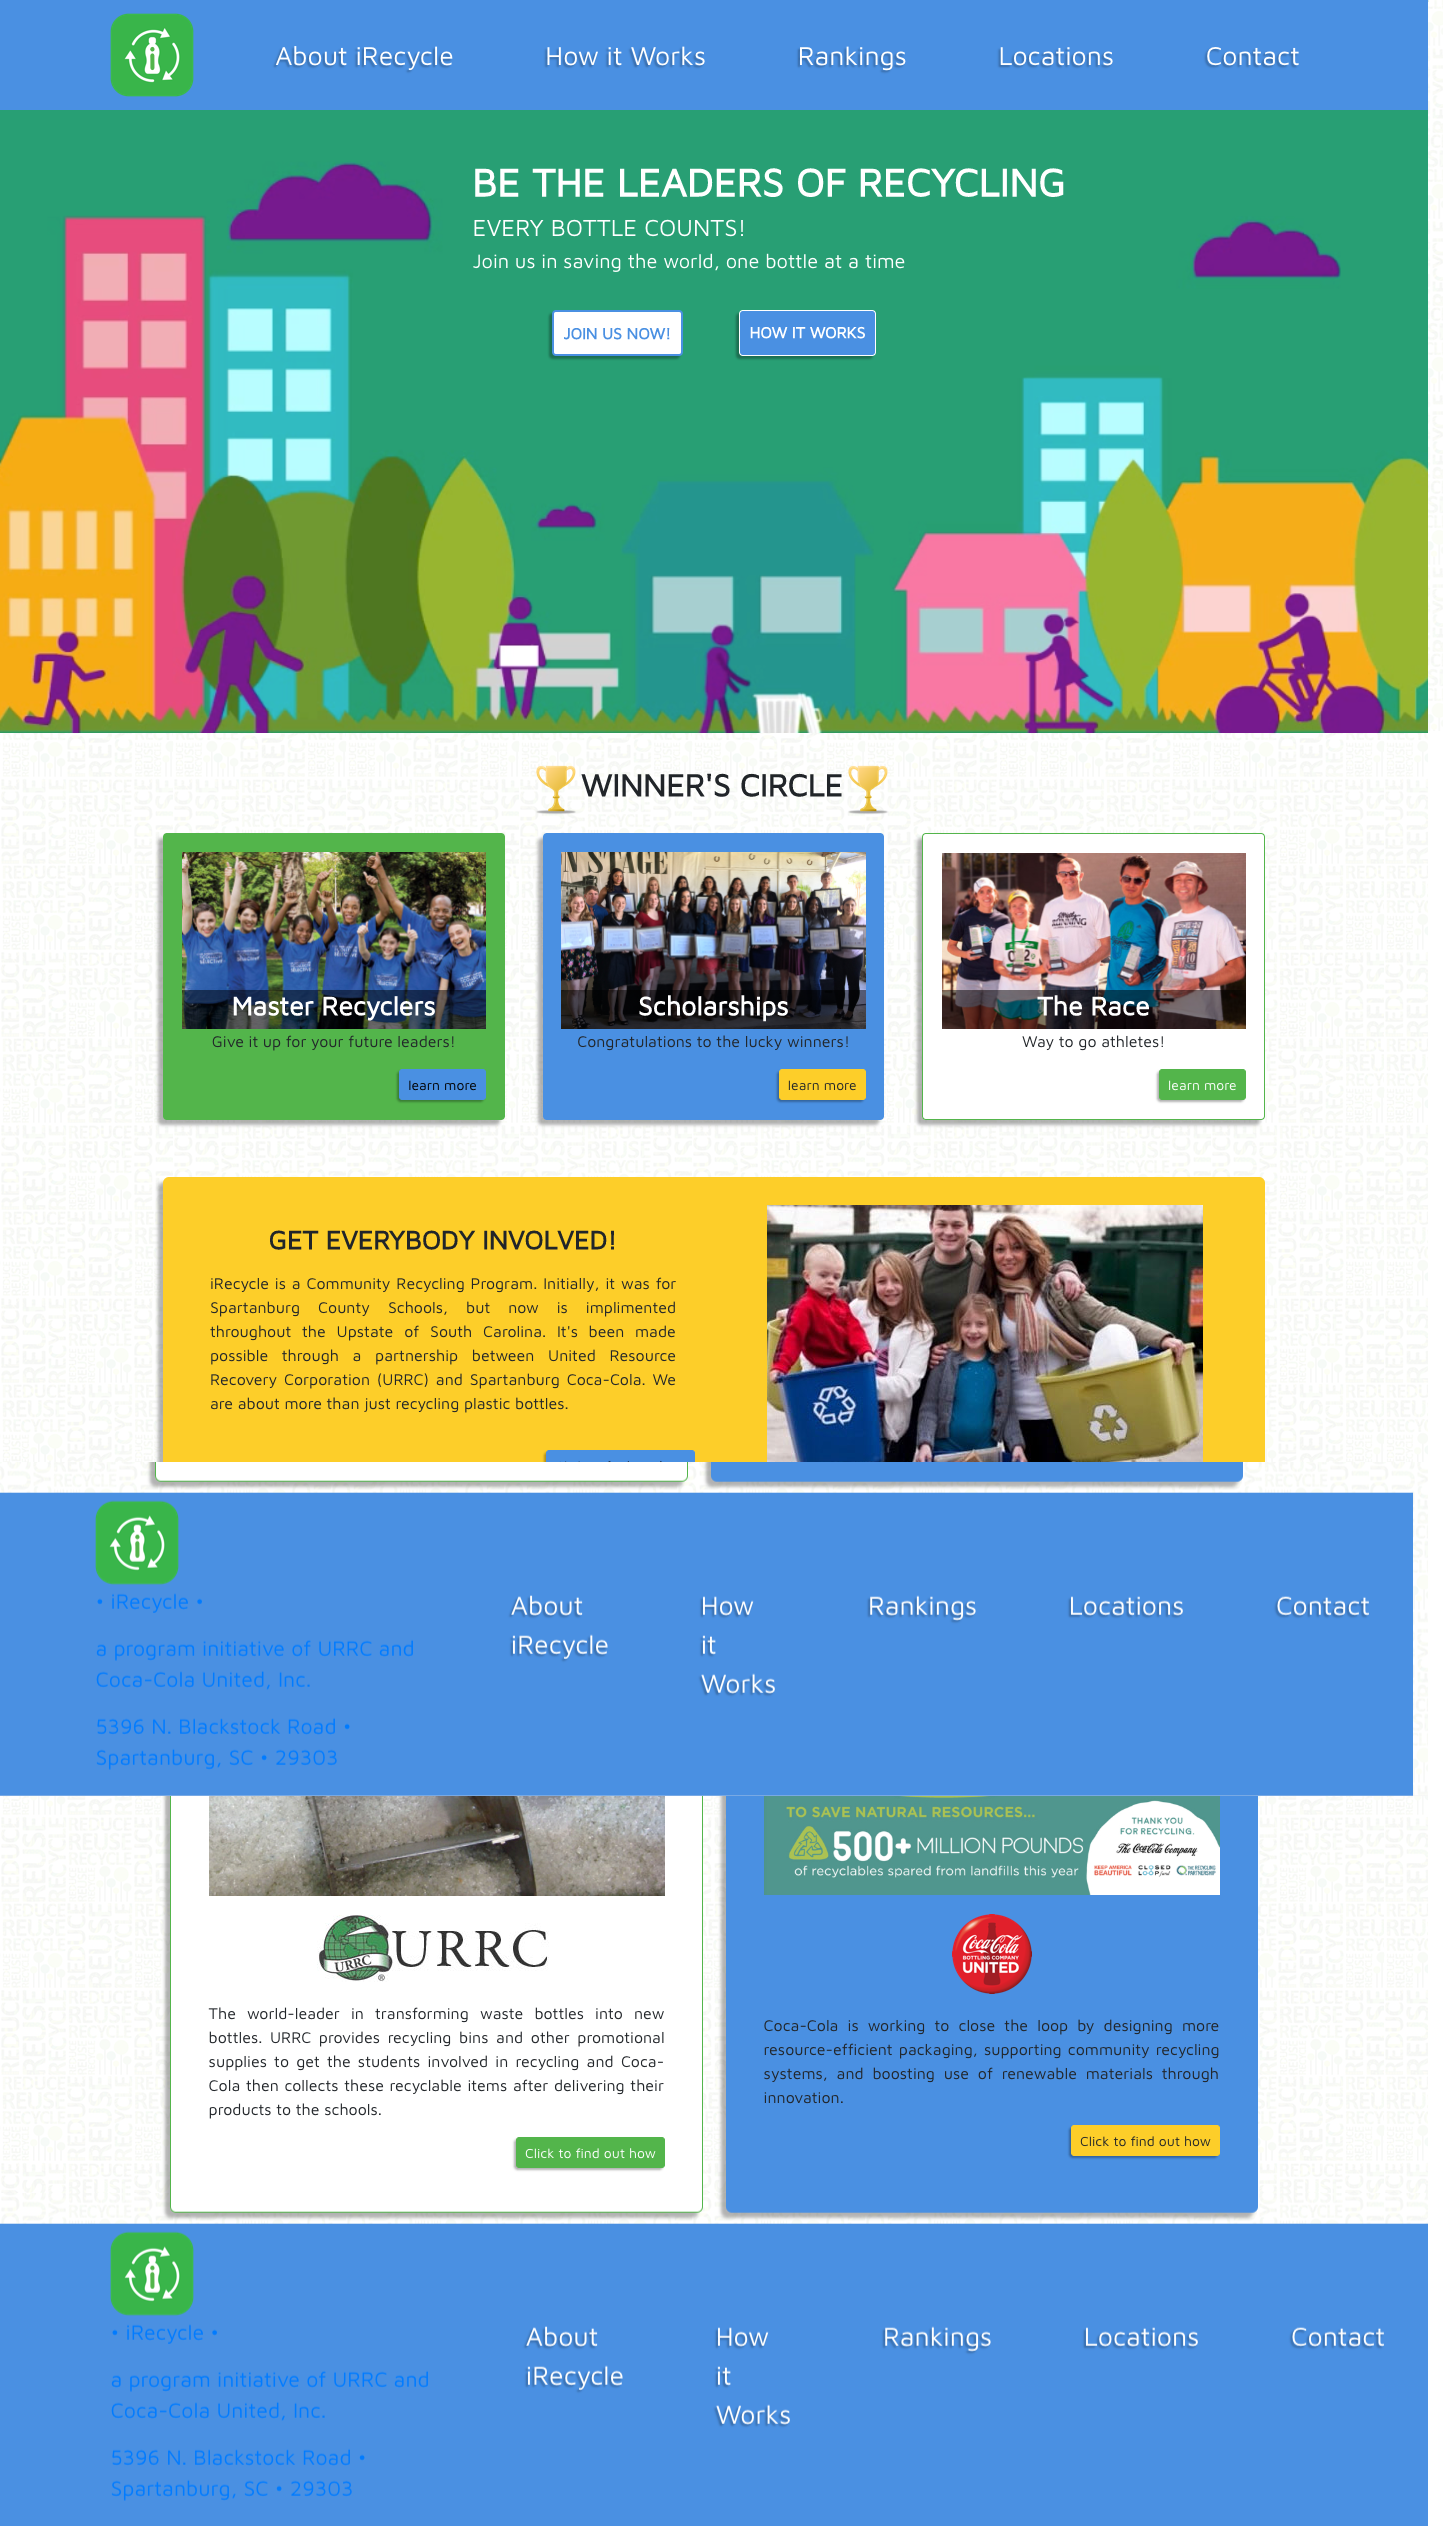 About iRecycle How it Works Rankings Locations Contact
BE THE LEADERS OF RECYCLING
EVERY BOTTLE COUNTS!
Join us in saving the world, one bottle at a time
JOIN US NOW! HOW IT WORKS
WINNER'S CIRCLE
N STAGE
Master Recyclers
Give it up for your future leaders!
learn more
Scholarships
Congratulations to the lucky winners!
learn more
The Race
Way to go athletes!
learn more
GET EVERYBODY INVOLVED!
iRecycle is a Community Recycling Program. Initially, it was for
Spartanburg County Schools, but now is implimented
throughout the Upstate of South Carolina. It's been made
possible through a partnership between United Resource
Recovery Corporation (URRC) and Spartanburg Coca-Cola. We
are about more than just recycling plastic bottles.
• iRecycle •
a program initiative of URRC and
Coca-Cola United, Inc.
5396 N. Blackstock Road •
Spartanburg, SC • 29303
About
iRecycle
How
it
Works
Rankings
Locations
Contact
URRC
URRC
®
The world-leader in transforming waste bottles into new
bottles. URRC provides recycling bins and other promotional
supplies to get the students involved in recycling and Coca-
Cola then collects these recyclable items after delivering their
products to the schools.
Click to find out how
TO SAVE NATURAL RESOURCES...
500+ MILLION POUNDS
of recyclables spared from landfills this year
THANK YOU
FOR RECYCLING.
The Coca-Cola Company
KEEP AMERICA
BEAUTIFUL
CLOSED
LOOP fund
THE RECYCLING
PARTNERSHIP
Coca-Cola
BOTTLING COMPANY
UNITED
Coca-Cola is working to close the loop by designing more
resource-efficient packaging, supporting community recycling
systems, and boosting use of renewable materials through
innovation.
Click to find out how
• iRecycle •
a program initiative of URRC and
Coca-Cola United, Inc.
5396 N. Blackstock Road •
Spartanburg, SC • 29303
About
iRecycle
How
it
Works
Rankings
Locations
Contact